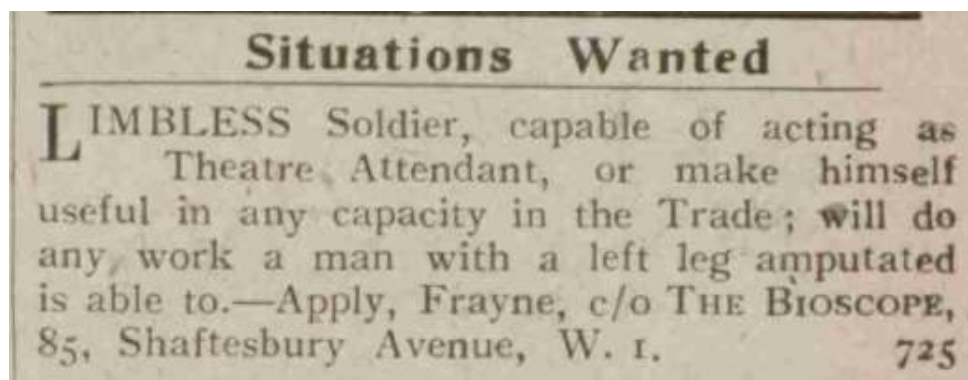 Situations Wanted
LIMBLESS Soldier, capable of acting as
Theatre Attendant, or make himself
useful in any capacity in the Trade; will do
any work a man with a left leg amputated
is able to.—Apply, Frayne, c/o THE BIOSCOPE,
85, Shaftesbury Avenue, W. 1. 725